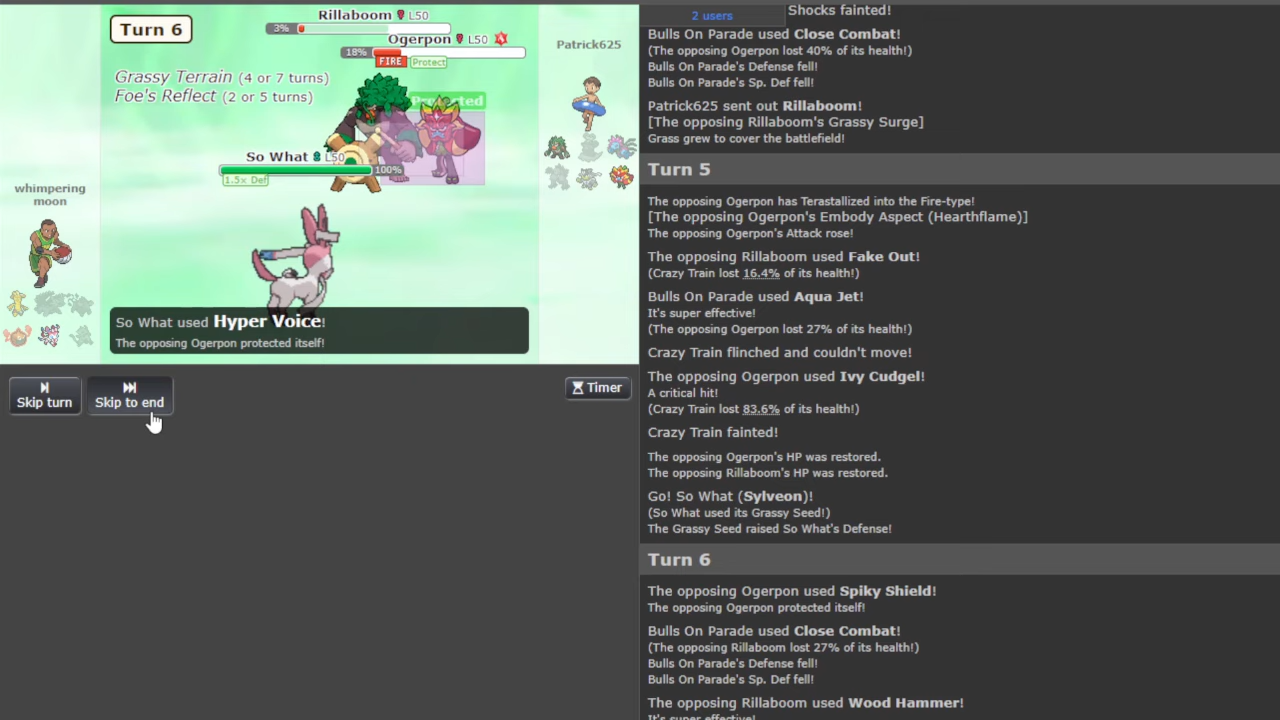 Turn 6
Rillaboom L50
3%
Ogerpon L50
18%
FIRE Protect
Grassy Terrain (4 or 7 turns)
Foe's Reflect (2 or 5 turns)
Protected
So What L50
100%
1.5× Def
Patrick625
whimpering
moon
So What used Hyper Voice!
The opposing Ogerpon protected itself!
Skip turn
Skip to end
Timer
2 users
Shocks fainted!
Bulls On Parade used Close Combat!
(The opposing Ogerpon lost 40% of its health!)
Bulls On Parade's Defense fell!
Bulls On Parade's Sp. Def fell!
Patrick625 sent out Rillaboom!
[The opposing Rillaboom's Grassy Surge]
Grass grew to cover the battlefield!
Turn 5
The opposing Ogerpon has Terastallized into the Fire-type!
[The opposing Ogerpon's Embody Aspect (Hearthflame)]
The opposing Ogerpon's Attack rose!
The opposing Rillaboom used Fake Out!
(Crazy Train lost 16.4% of its health!)
Bulls On Parade used Aqua Jet!
It's super effective!
(The opposing Ogerpon lost 27% of its health!)
Crazy Train flinched and couldn't move!
The opposing Ogerpon used Ivy Cudgel!
A critical hit!
(Crazy Train lost 83.6% of its health!)
Crazy Train fainted!
The opposing Ogerpon's HP was restored.
The opposing Rillaboom's HP was restored.
Go! So What (Sylveon)!
(So What used its Grassy Seed!)
The Grassy Seed raised So What's Defense!
Turn 6
The opposing Ogerpon used Spiky Shield!
The opposing Ogerpon protected itself!
Bulls On Parade used Close Combat!
(The opposing Rillaboom lost 27% of its health!)
Bulls On Parade's Defense fell!
Bulls On Parade's Sp. Def fell!
The opposing Rillaboom used Wood Hammer!
It's super effective!